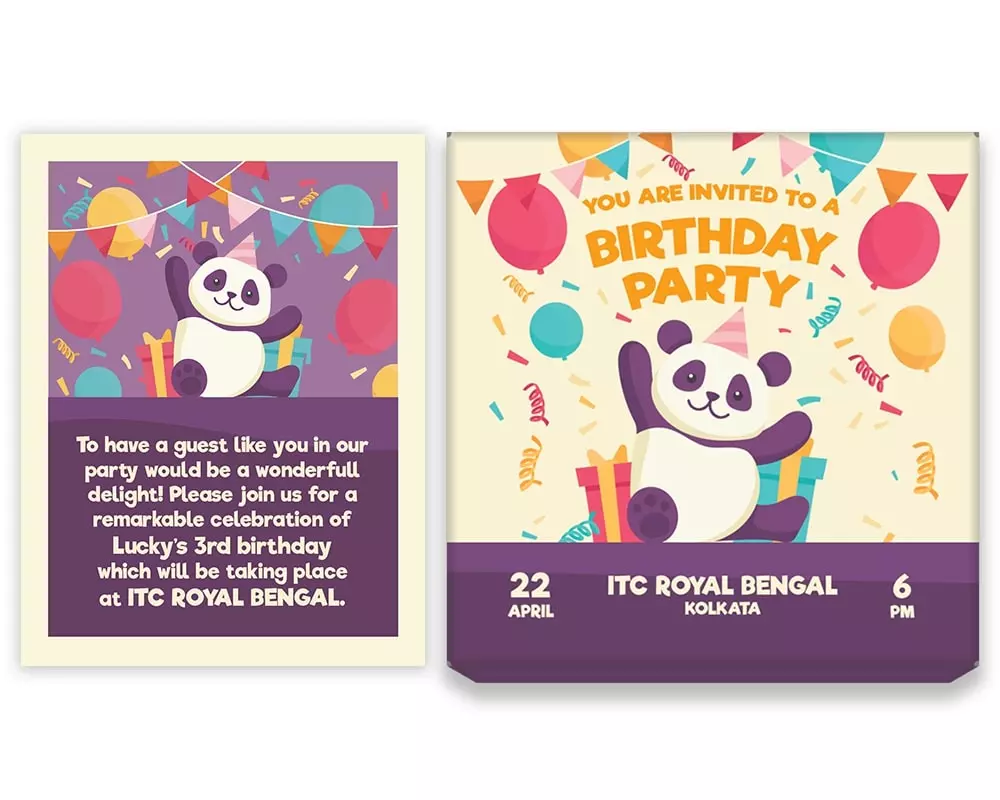 To have a guest like you in our
party would be a wonderfull
delight! Please join us for a
remarkable celebration of
Lucky's 3rd birthday
which will be taking place
at ITC ROYAL BENGAL.
YOU ARE INVITED TO A
BIRTHDAY
PARTY
22
APRIL
ITC ROYAL BENGAL
KOLKATA
6
PM